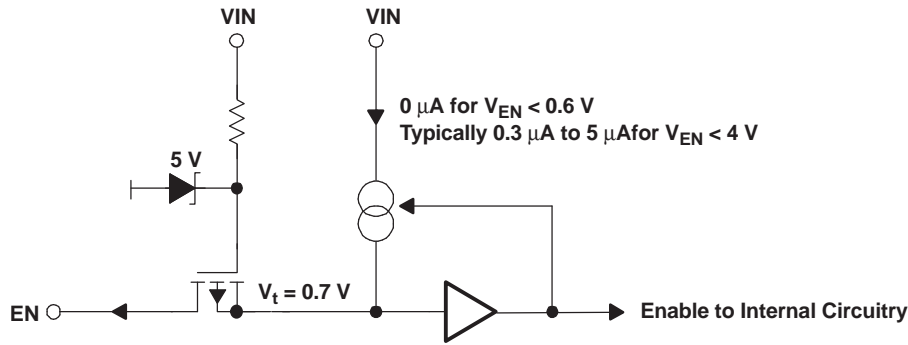 VIN
VIN
0 μA for VEN < 0.6 V
Typically 0.3 μA to 5 μAfor VEN < 4 V
5 V
Vt = 0.7 V
EN
Enable to Internal Circuitry